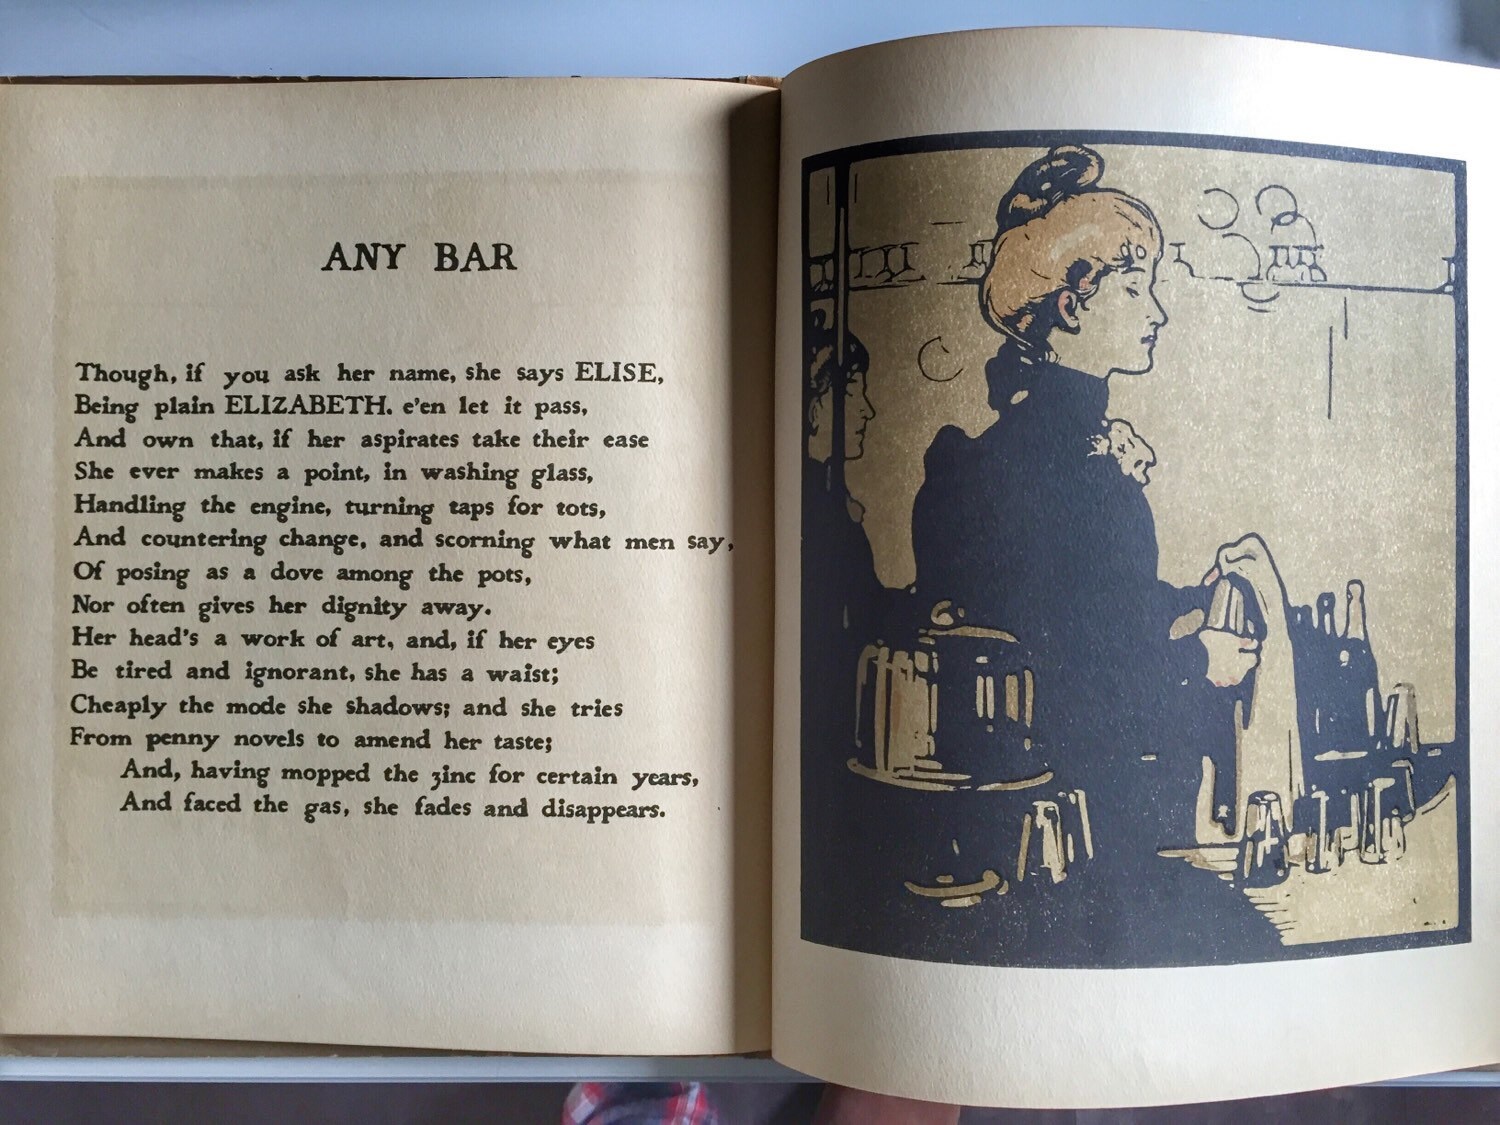 ANY BAR
Though, if you ask her name, she says ELISE,
Being plain ELIZABETH. e'en let it pass,
And own that, if her aspirates take their ease
She ever makes a point, in washing glass,
Handling the engine, turning taps for tots,
And countering change, and scorning what men say,
Of posing as a dove among the pots,
Nor often gives her dignity away.
Her head's a work of art, and, if her eyes
Be tired and ignorant, she has a waist;
Cheaply the mode she shadows; and she tries
From penny novels to amend her taste;
And, having mopped the zinc for certain years,
And faced the gas, she fades and disappears.